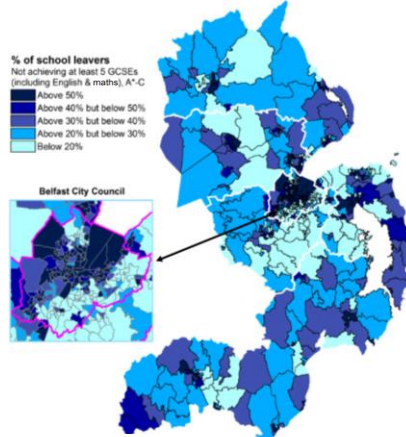 % of school leavers
Not achieving at least 5 GCSEs
(including English & maths), A*-C
Above 50%
Above 40% but below 50%
Above 30% but below 40%
Above 20% but below 30%
Below 20%
Belfast City Council